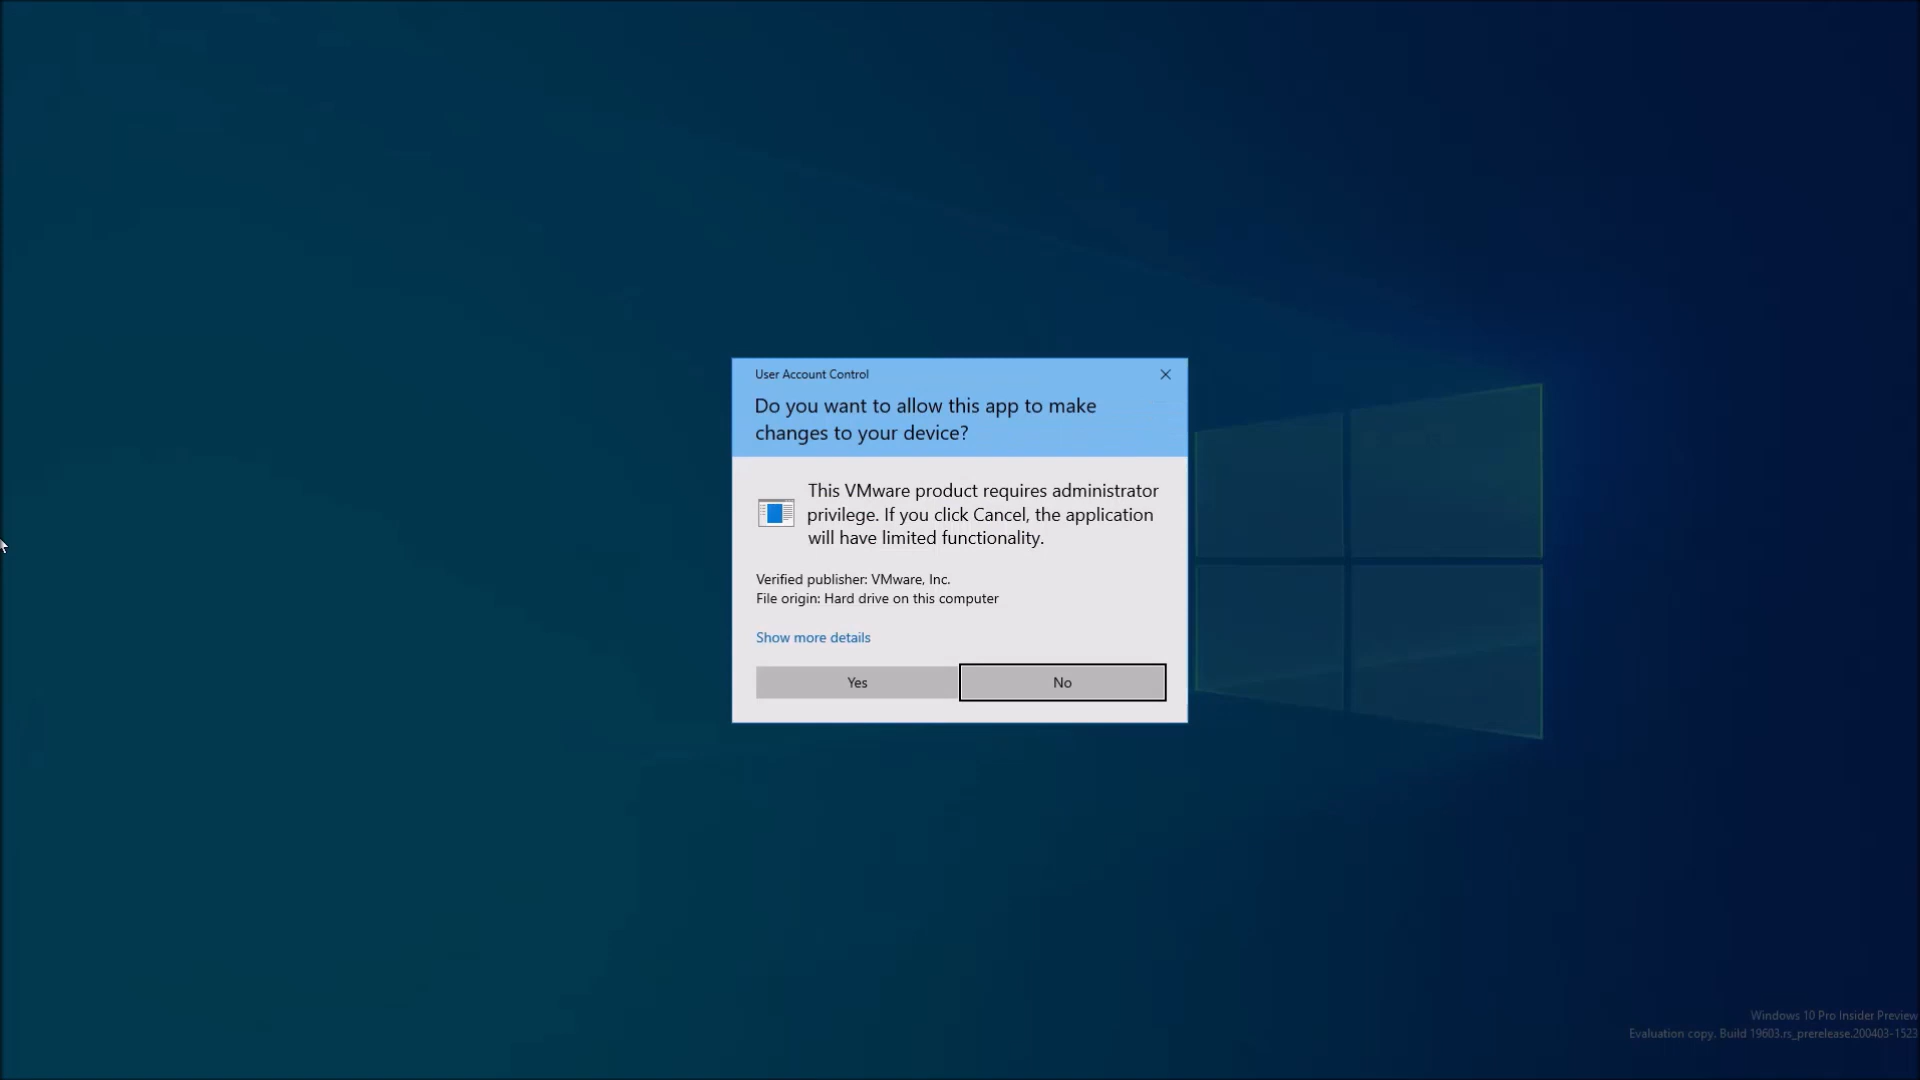 User Account Control
Do you want to allow this app to make
changes to your device?
This VMware product requires administrator
privilege. If you click Cancel, the application
will have limited functionality.
Verified publisher: VMware, Inc.
File origin: Hard drive on this computer
Show more details
Yes
No
Windows 10 Pro Insider Preview
Evaluation copy. Build 19603.rs_prerelease.200403-1523